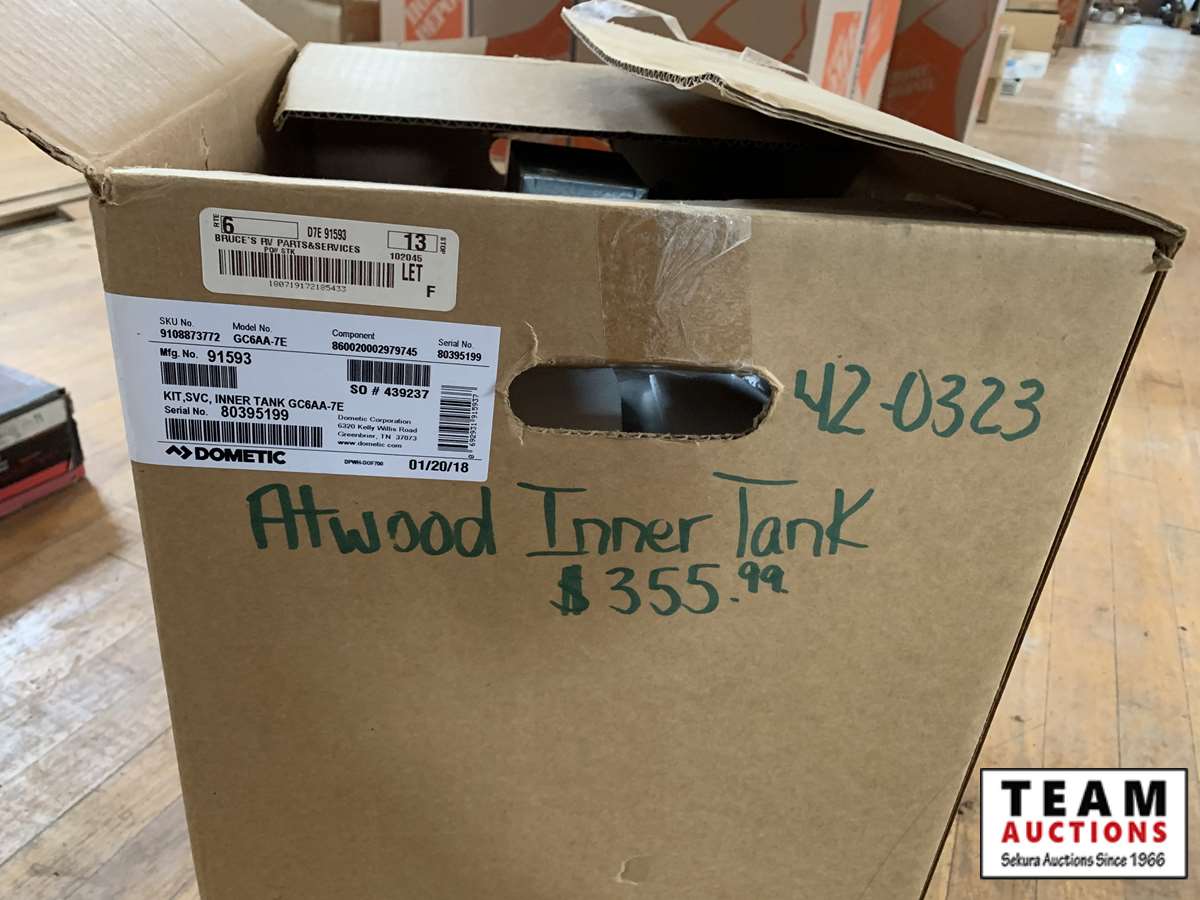 RTE 6 D7E 91593 13 STOP
BRUCE'S RV PARTS&SERVICES 102045
PO# STK LET
180719172185433 F
SKU No. Model No. Component Serial No.
9108873772 GC6AA-7E 860020002979745 80395199
Mfg. No. 91593
SO # 439237
KIT,SVC, INNER TANK GC6AA-7E
Serial No. 80395199
Dometic Corporation
6320 Kelly Willis Road
Greenbrier, TN 37073
www.dometic.com
DOMETIC
01/20/18
42-0323
Atwood Inner Tank
$355.99
TEAM
AUCTIONS
Sekura Auctions Since 1966